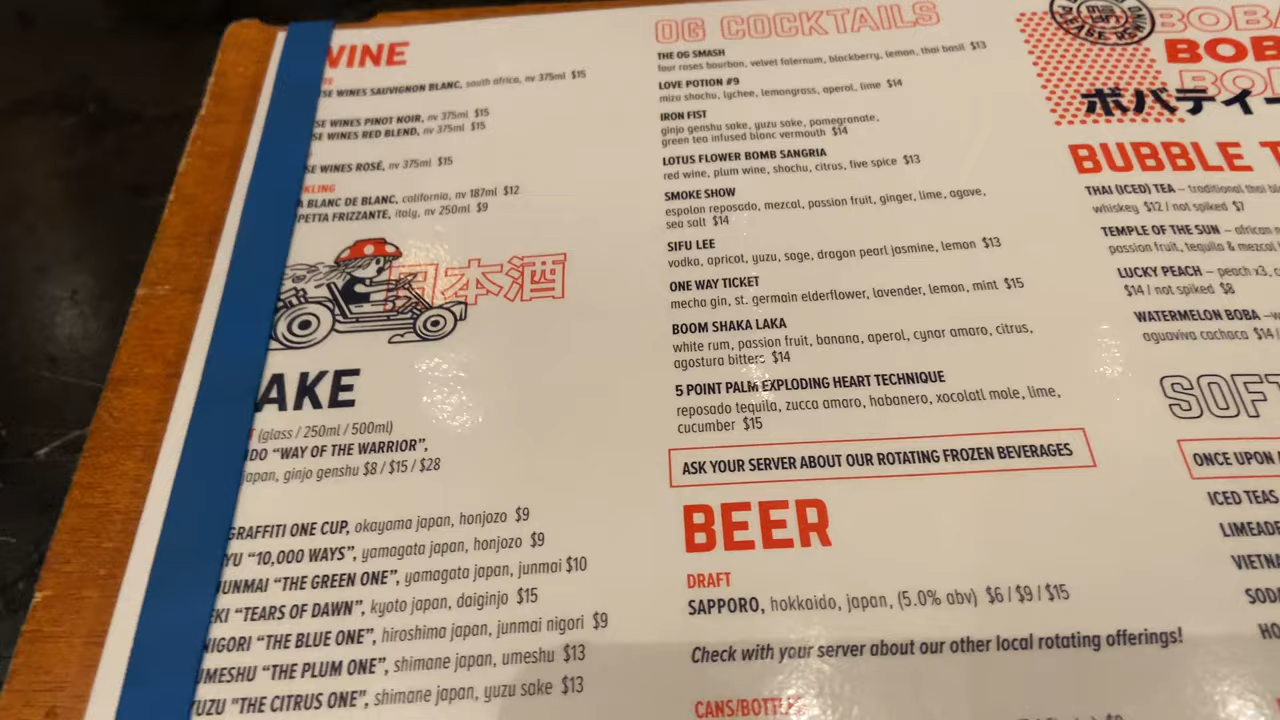 WINE
SE WINES SAUVIGNON BLANC, south africa, nv 375ml $15
SE WINES PINOT NOIR, nv 375ml $15
SE WINES RED BLEND, nv 375ml $15
SE WINES ROSÉ, nv 375ml $15
KLING
BLANC DE BLANC, california, nv 187ml $12
PETTA FRIZZANTE, italy, nv 250ml $9
日本酒
AKE
(glass / 250ml / 500ml)
DO “WAY OF THE WARRIOR”,
japan, ginjo genshu $8 / $15 / $28
GRAFFITI ONE CUP, okayama japan, honjozo $9
YU “10,000 WAYS”, yamagata japan, honjozo $9
JUNMAI “THE GREEN ONE”, yamagata japan, junmai $10
KI “TEARS OF DAWN”, kyoto japan, daiginjo $15
NIGORI “THE BLUE ONE”, hiroshima japan, junmai nigori $9
UMESHU “THE PLUM ONE”, shimane japan, umeshu $13
YUZU “THE CITRUS ONE”, shimane japan, yuzu sake $13
OG COCKTAILS
THE OG SMASH
four roses bourbon, velvet falernum, blackberry, lemon, thai basil $13
LOVE POTION #9
mizu shochu, lychee, lemongrass, aperol, lime $14
IRON FIST
ginjo genshu sake, yuzu sake, pomegranate,
green tea infused blanc vermouth $14
LOTUS FLOWER BOMB SANGRIA
red wine, plum wine, shochu, citrus, five spice $13
SMOKE SHOW
espolon reposado, mezcal, passion fruit, ginger, lime, agave,
sea salt $14
SIFU LEE
vodka, apricot, yuzu, sage, dragon pearl jasmine, lemon $13
ONE WAY TICKET
mecha gin, st. germain elderflower, lavender, lemon, mint $15
BOOM SHAKA LAKA
white rum, passion fruit, banana, aperol, cynar amaro, citrus,
agostura bitters $14
5 POINT PALM EXPLODING HEART TECHNIQUE
reposado tequila, zucca amaro, habanero, xocolatl mole, lime,
cucumber $15
ASK YOUR SERVER ABOUT OUR ROTATING FROZEN BEVERAGES
BEER
DRAFT
SAPPORO, hokkaido, japan, (5.0% abv) $6 / $9 / $15
Check with your server about our other local rotating offerings!
CANS/BOTTLES
BOBA
BOB
BOB
ボバティー
BUBBLE T
THAI (ICED) TEA – traditional thai bl
whiskey $12 / not spiked $7
TEMPLE OF THE SUN – african
passion fruit, tequila & mezcal
LUCKY PEACH – peach x3, c
$14 / not spiked $8
WATERMELON BOBA –
aguaviva cachaca $14 /
SOFT
ONCE UPON A
ICED TEAS
LIMEADE
VIETNA
SODA
HO